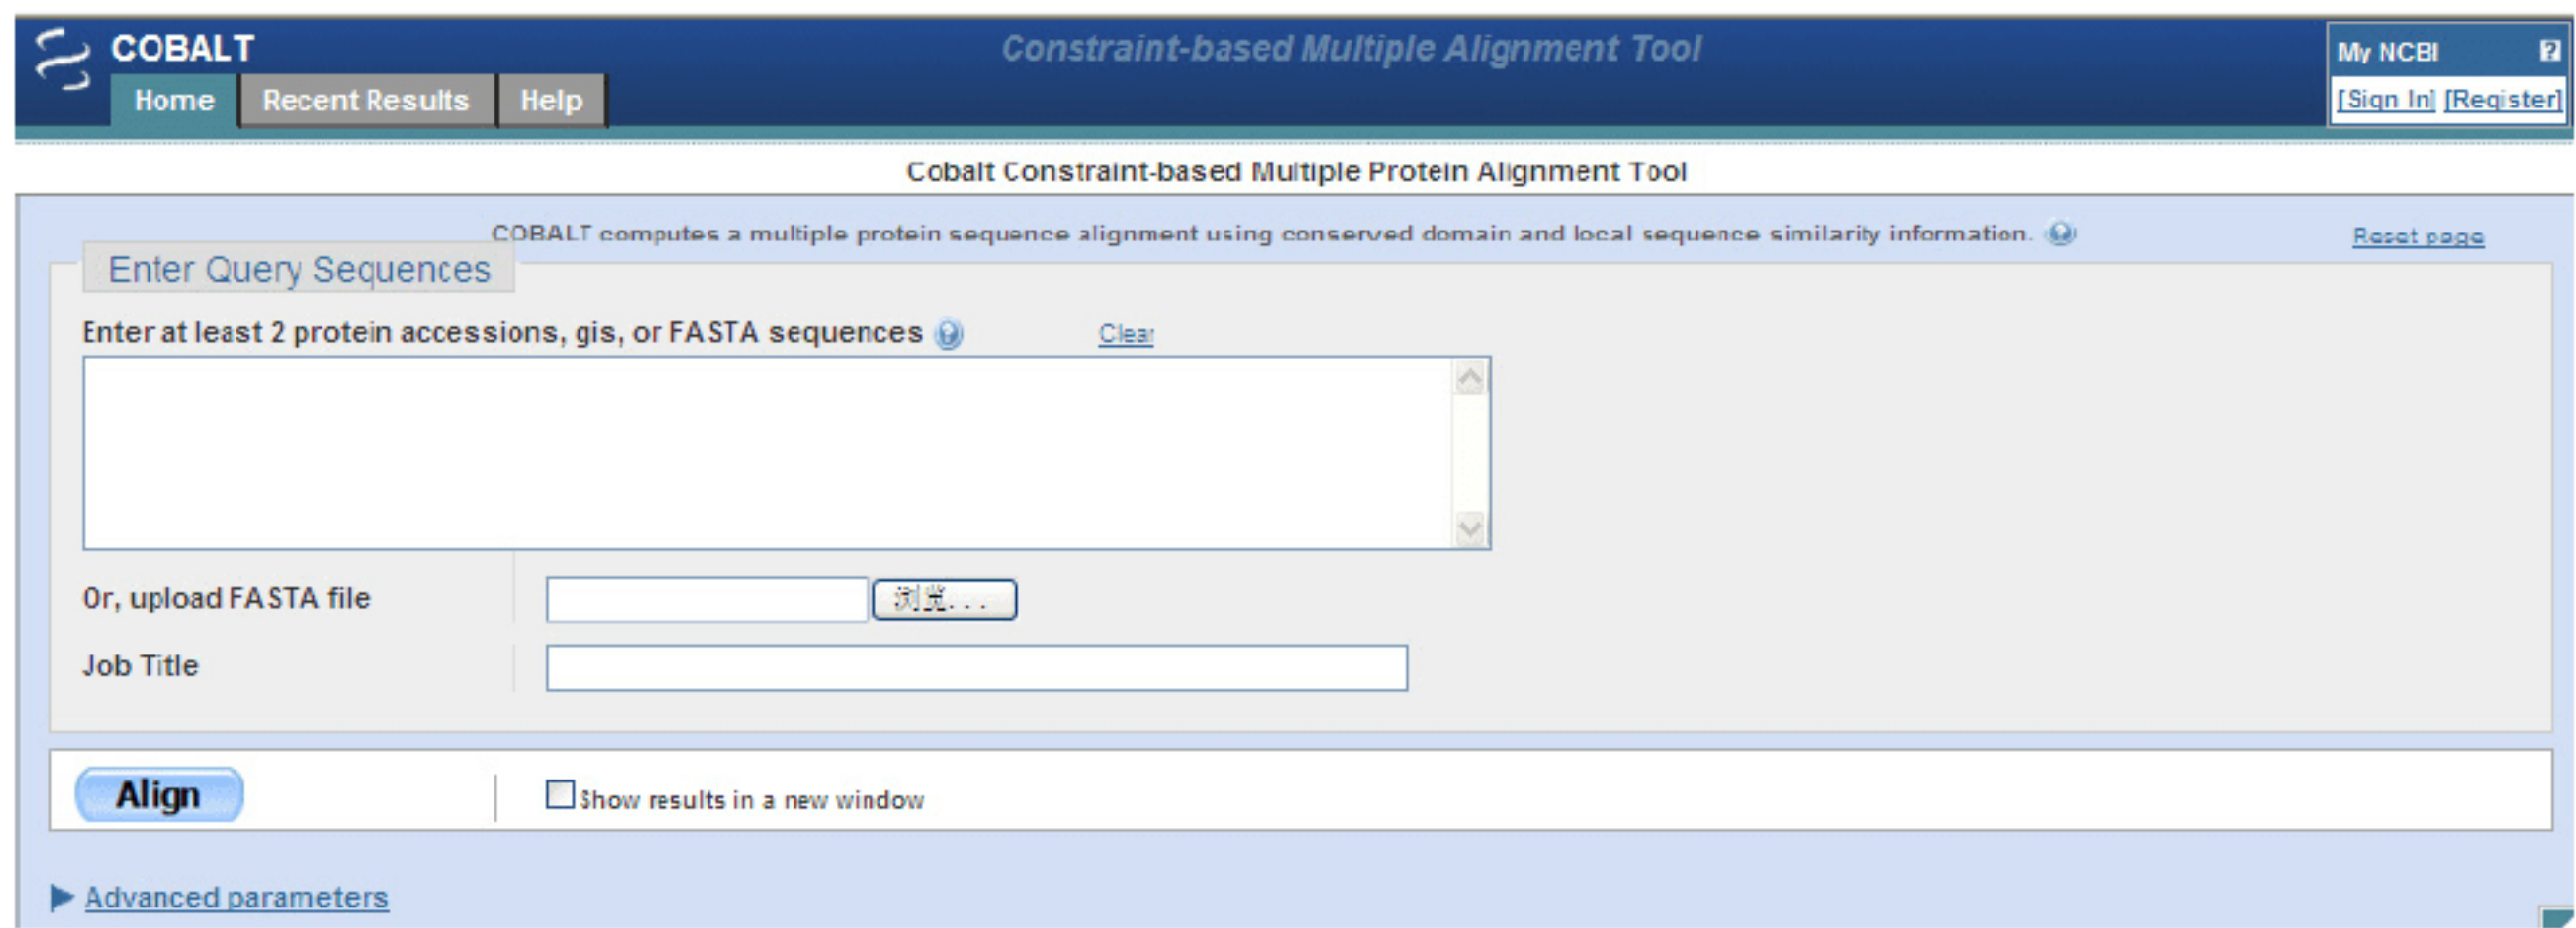 COBALT
Constraint-based Multiple Alignment Tool
My NCBI ?
Home Recent Results Help
[Sign In] [Register]
Cobalt Constraint-based Multiple Protein Alignment Tool
COBALT computes a multiple protein sequence alignment using conserved domain and local sequence similarity information.
Reset page
Enter Query Sequences
Enter at least 2 protein accessions, gis, or FASTA sequences Clear
Or, upload FASTA file 浏览...
Job Title
Align Show results in a new window
Advanced parameters